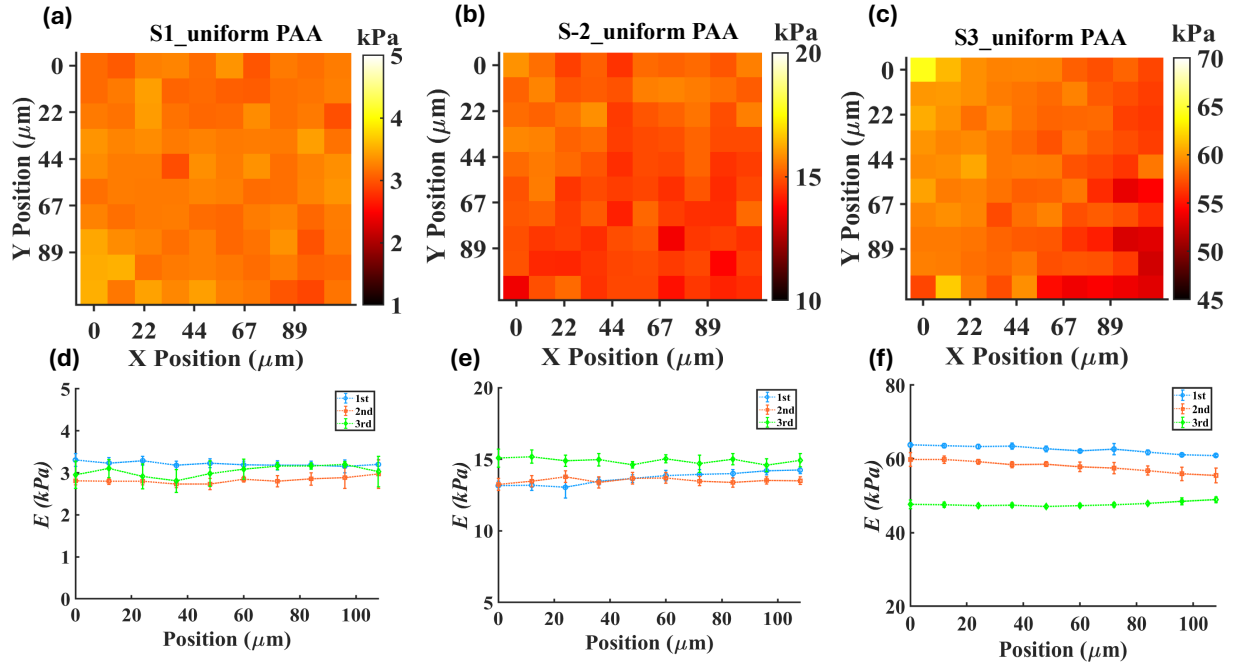 (a)
S1_uniform PAA
kPa
0
22
44
67
89
Y Position (μm)
0
22
44
67
89
X Position (μm)
5
4
3
2
1
(b)
S-2_uniform PAA
kPa
0
22
44
67
89
Y Position (μm)
0
22
44
67
89
X Position (μm)
20
15
10
(c)
S3_uniform PAA
kPa
0
22
44
67
89
Y Position (μm)
0
22
44
67
89
X Position (μm)
70
65
60
55
50
45
(d)
5
4
3
2
1
0
E (kPa)
0
20
40
60
80
100
Position (μm)
1st
2nd
3rd
(e)
20
15
10
5
E (kPa)
0
20
40
60
80
100
Position (μm)
1st
2nd
3rd
(f)
80
60
40
20
E (kPa)
0
20
40
60
80
100
Position (μm)
1st
2nd
3rd